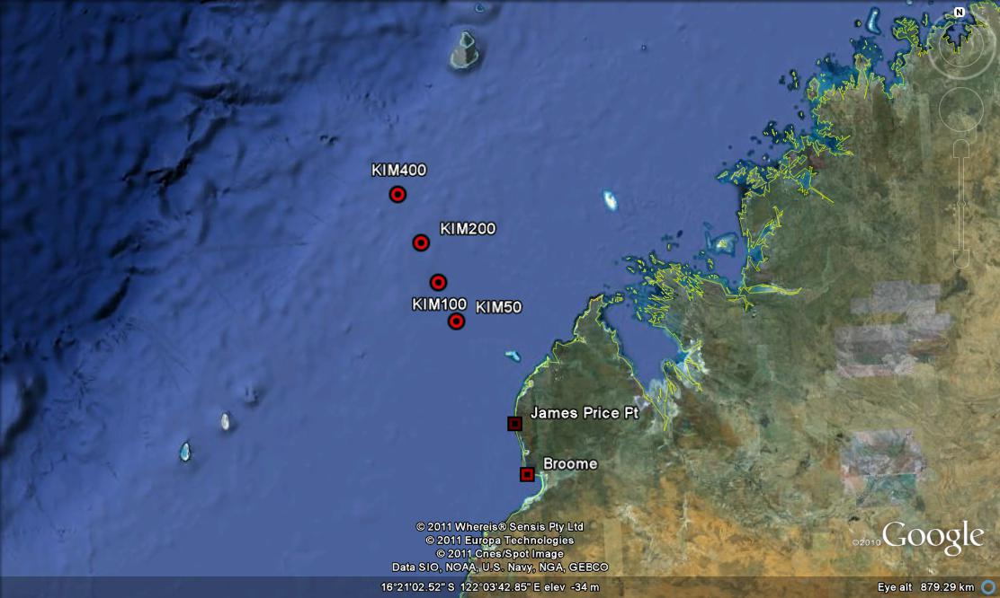 N
KIM400
KIM200
KIM100 KIM50
James Price Pt
Broome
© 2011 Whereis® Sensis Pty Ltd
© 2011 Europa Technologies
© 2011 Cnes/Spot Image
Data SIO, NOAA, U.S. Navy, NGA, GEBCO
©2010 Google
16°21'02.52" S 122°03'42.85" E elev -34 m
Eye alt 879.29 km